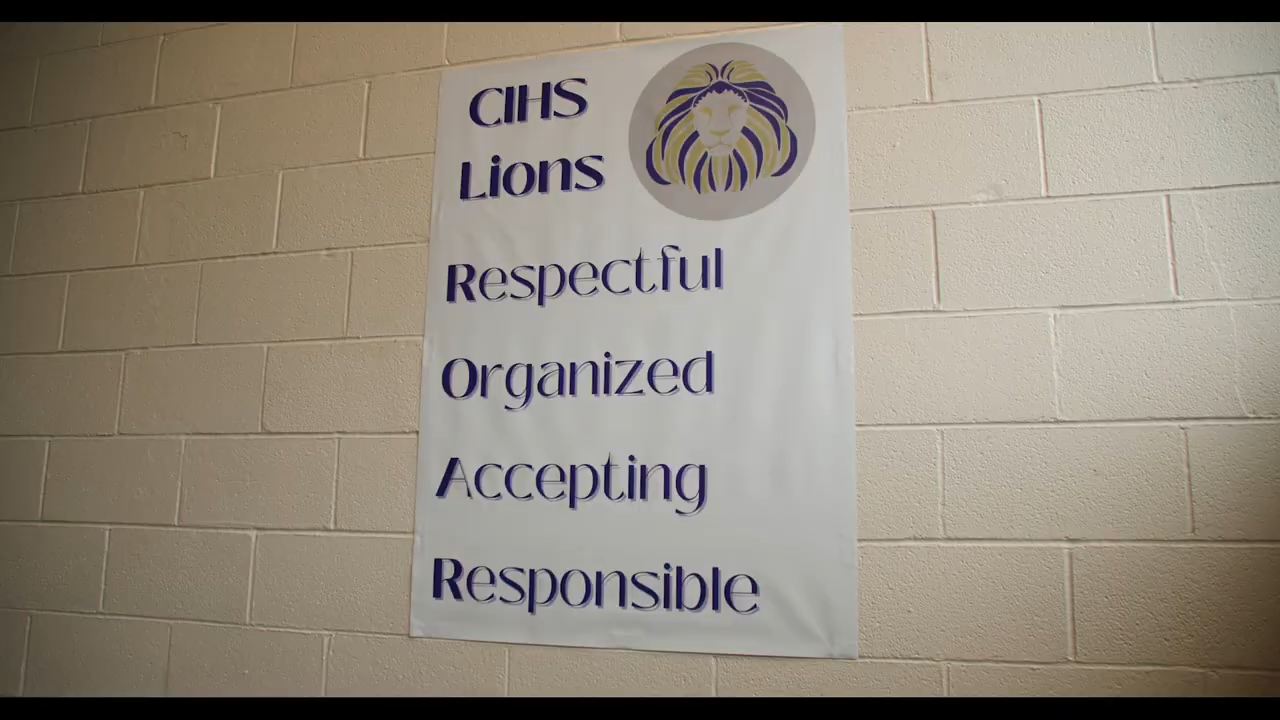 CIHS
Lions
Respectful
Organized
Accepting
Responsible